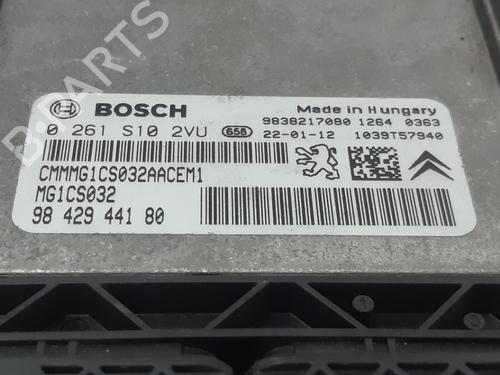 BOSCH
Made in Hungary
0 261 S10 2VU 658
9838217080 1264 0363
22-01-12 1039T57940
CMMMG1CS032AACEM1
MG1CS032
98 429 441 80
B-PARTS